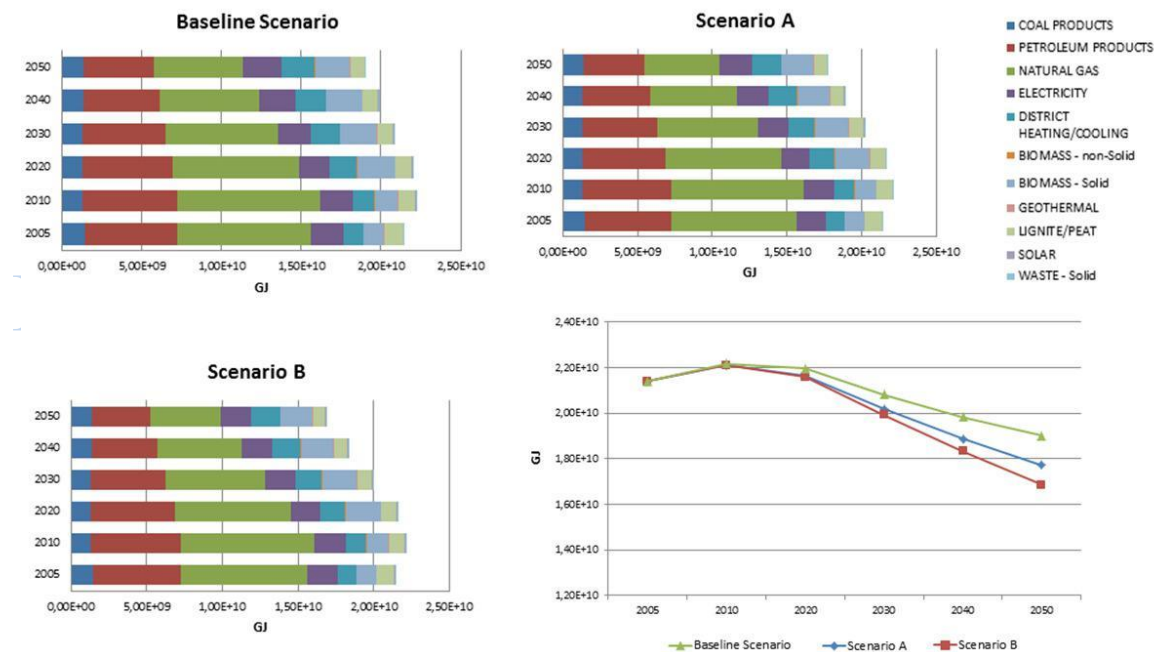 Baseline Scenario
2050
2040
2030
2020
2010
2005
0,00E+00 5,00E+09 1,00E+10 1,50E+10 2,00E+10 2,50E+10
GJ
Scenario A
2050
2040
2030
2020
2010
2005
0,00E+00 5,00E+09 1,00E+10 1,50E+10 2,00E+10 2,50E+10
GJ
COAL PRODUCTS
PETROLEUM PRODUCTS
NATURAL GAS
ELECTRICITY
DISTRICT
HEATING/COOLING
BIOMASS - non-Solid
BIOMASS - Solid
GEOTHERMAL
LIGNITE/PEAT
SOLAR
WASTE - Solid
Scenario B
2050
2040
2030
2020
2010
2005
0,00E+00 5,00E+09 1,00E+10 1,50E+10 2,00E+10 2,50E+10
GJ
2,40E+10
2,20E+10
2,00E+10
1,80E+10
1,60E+10
1,40E+10
1,20E+10
GJ
2005 2010 2020 2030 2040 2050
Baseline Scenario Scenario A Scenario B